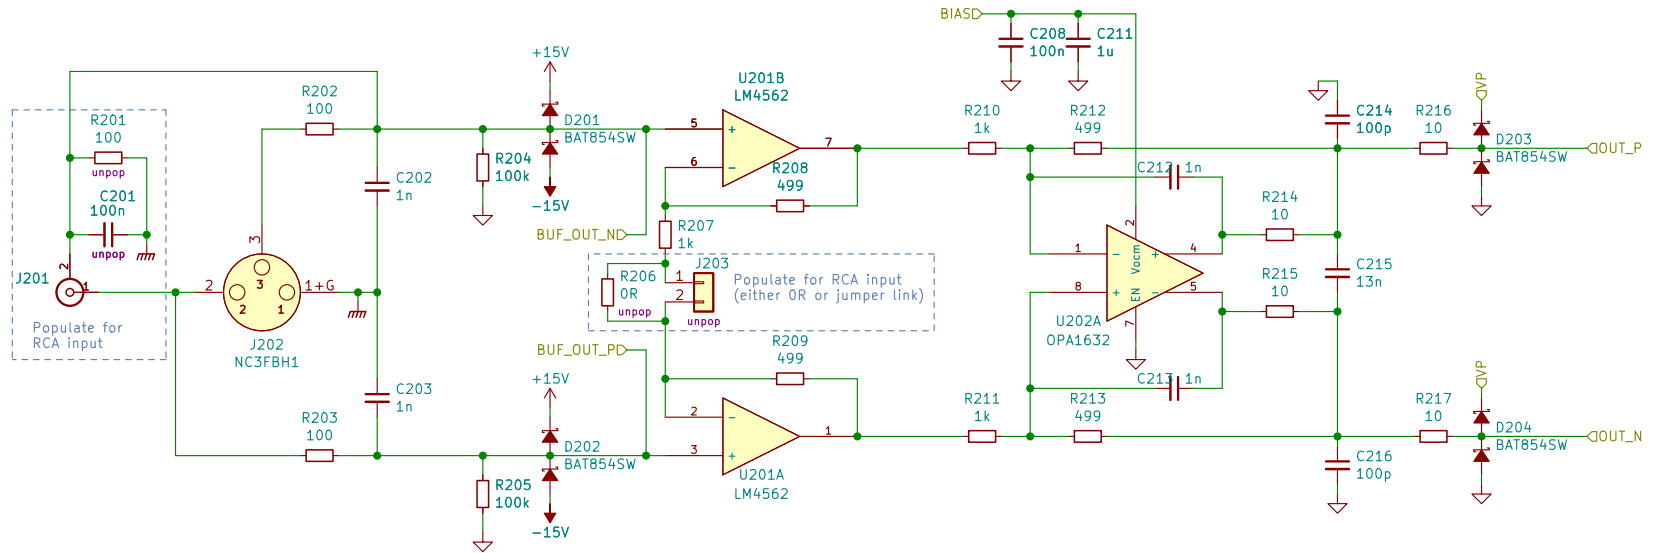 BIAS
C208
100n
C211
1u
+15V
U201B
LM4562
R202
100
R201
100
unpop
C201
100n
unpop
2
J201
1
Populate for
RCA input
3
2
1+G
3
2
1
J202
NC3FBH1
C202
1n
C203
1n
R203
100
R204
100k
D201
BAT854SW
-15V
BUF_OUT_N
5
+
6
-
7
R208
499
R207
1k
R206
0R
unpop
J203
1
2
unpop
Populate for RCA input
(either 0R or jumper link)
BUF_OUT_P
+15V
R209
499
D202
BAT854SW
R205
100k
-15V
2
-
3
+
1
U201A
LM4562
R210
1k
R212
499
C212 1n
2
1
-
Vocm
+
4
8
+
EN
-
5
7
U202A
OPA1632
C213 1n
R211
1k
R213
499
R214
10
R215
10
C214
100p
C215
13n
C216
100p
R216
10
VP
D203
BAT854SW
OUT_P
R217
10
VP
D204
BAT854SW
OUT_N